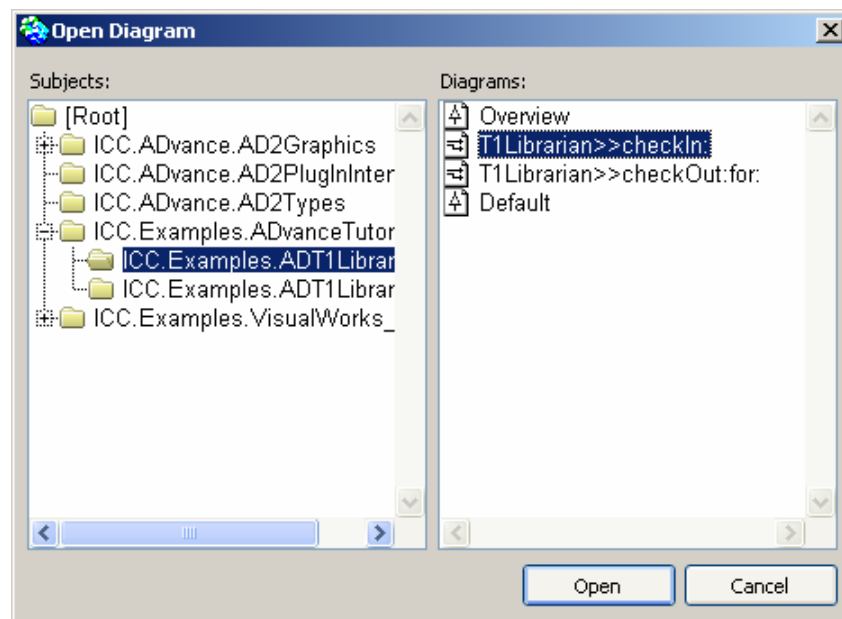 Open Diagram
Subjects:
[Root]
ICC.ADvance.AD2Graphics
ICC.ADvance.AD2PlugInInter
ICC.ADvance.AD2Types
ICC.Examples.ADvanceTutor
ICC.Examples.ADT1Librar
ICC.Examples.ADT1Librar
ICC.Examples.VisualWorks_
Diagrams:
Overview
T1Librarian>>checkIn:
T1Librarian>>checkOut:for:
Default
Open
Cancel